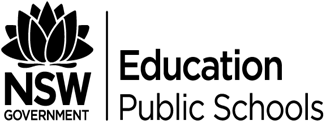 NSW
GOVERNMENT
Education
Public Schools